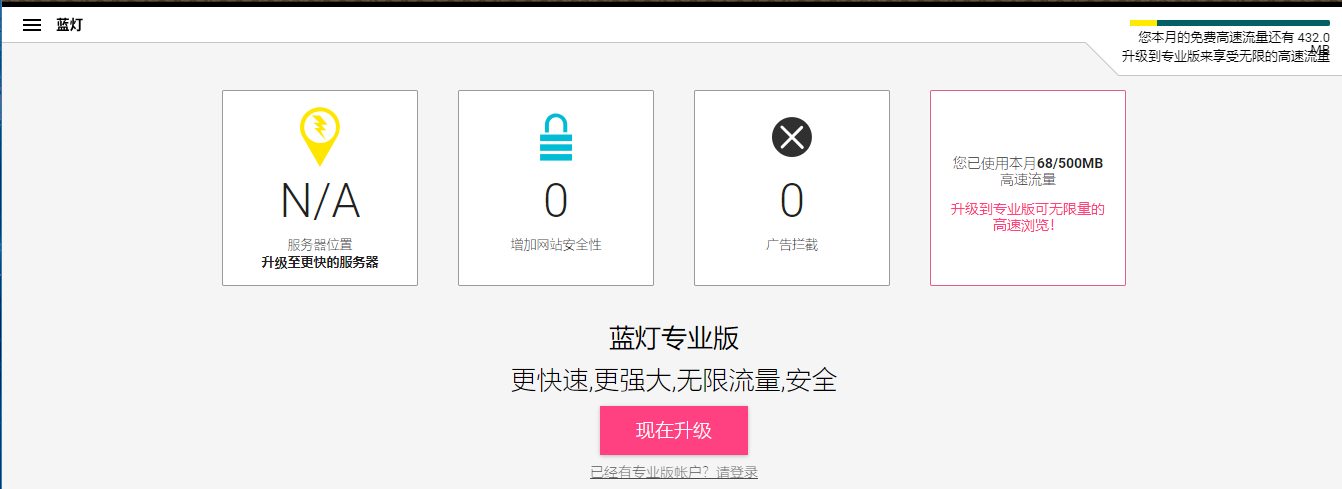 蓝灯
您本月的免费高速流量还有 432.0
MB
升级到专业版来享受无限的高速流量
N/A
服务器位置
升级至更快的服务器
0
增加网站安全性
0
广告拦截
您已使用本月68/500MB
高速流量
升级到专业版可无限量的
高速浏览!
蓝灯专业版
更快速,更强大,无限流量,安全
现在升级
已经有专业版帐户? 请登录